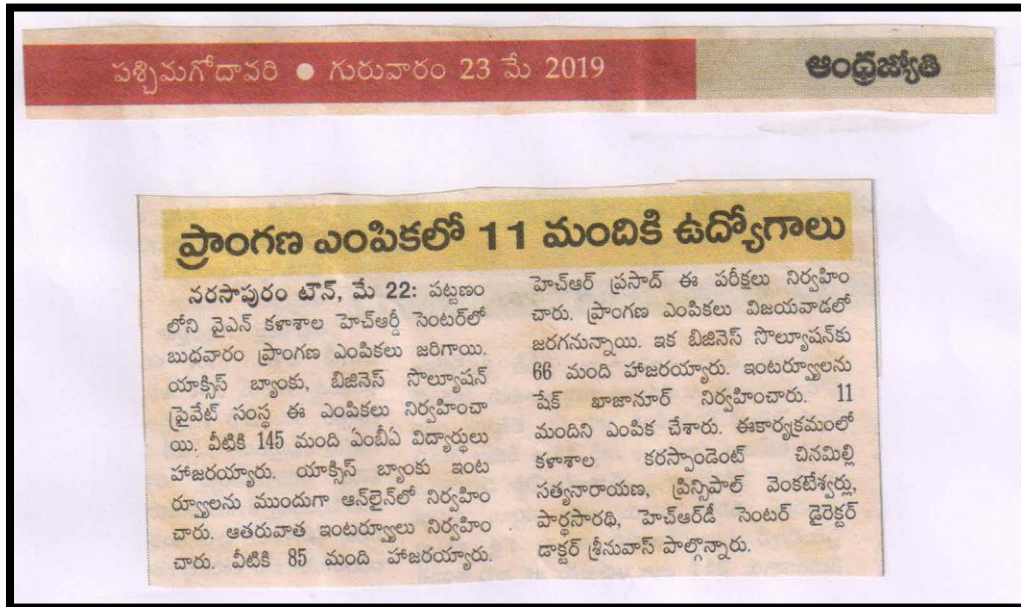 పశ్చిమగోదావరి ● గురువారం 23 మే 2019
ఆంధ్రజ్యోతి
ప్రాంగణ ఎంపికలో 11 మందికి ఉద్యోగాలు
నరసాపురం టౌన్, మే 22: పట్టణం
లోని వైఎన్ కళాశాల హెచ్ఆర్డీ సెంటర్‌లో
బుధవారం ప్రాంగణ ఎంపికలు జరిగాయి.
యాక్సిస్ బ్యాంకు, బిజినెస్ సొల్యూషన్
ప్రైవేట్ సంస్థ ఈ ఎంపికలు నిర్వహించా
యి. వీటికి 145 మంది ఏంబీఏ విద్యార్థులు
హాజరయ్యారు. యాక్సిస్ బ్యాంకు ఇంట
ర్వ్యూలను ముందుగా ఆన్‌లైన్‌లో నిర్వహిం
చారు. ఆతరువాత ఇంటర్వ్యూలు నిర్వహిం
చారు. వీటికి 85 మంది హాజరయ్యారు.
హెచ్ఆర్ ప్రసాద్ ఈ పరీక్షలు నిర్వహిం
చారు. ప్రాంగణ ఎంపికలు విజయవాడలో
జరగనున్నాయి. ఇక బిజినెస్ సొల్యూషన్‌కు
66 మంది హాజరయ్యారు. ఇంటర్వ్యూలను
షేక్ ఖాజానూర్ నిర్వహించారు. 11
మందిని ఎంపిక చేశారు. ఈకార్యక్రమంలో
కళాశాల కరస్పాండెంట్ చినమిల్లి
సత్యనారాయణ, ప్రిన్సిపాల్ వెంకటేశ్వర్లు,
పార్థసారథి, హెచ్ఆర్‌డీ సెంటర్ డైరెక్టర్
డాక్టర్ శ్రీనువాస్ పాల్గొన్నారు.